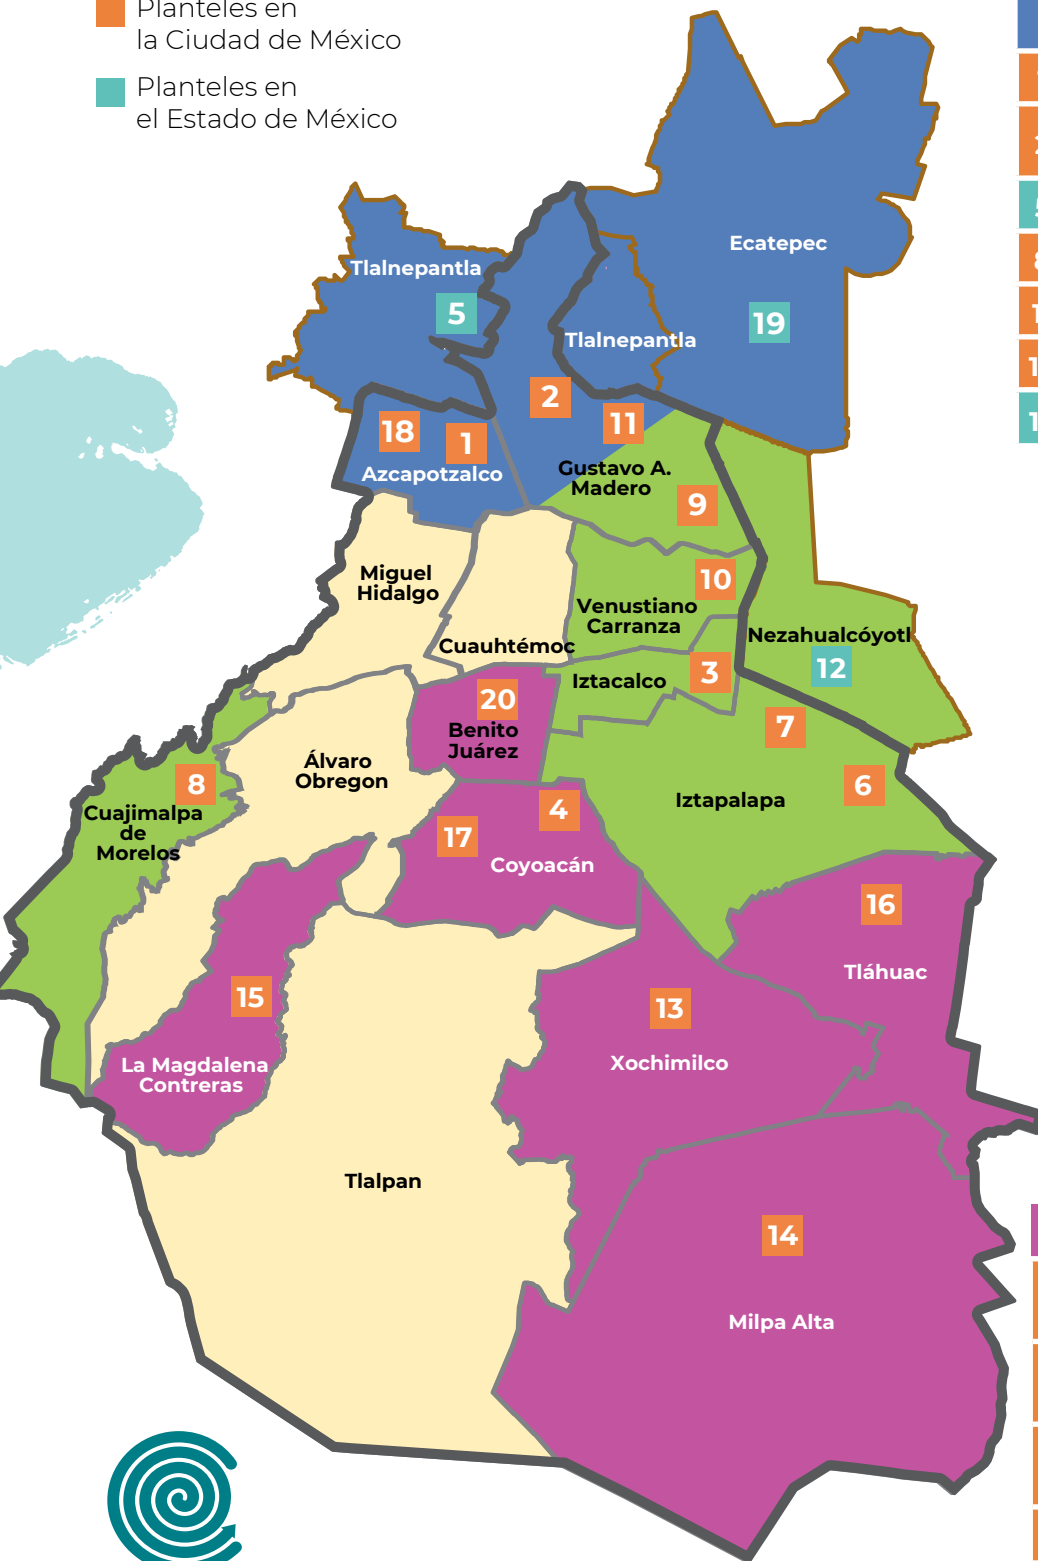 Planteles en
la Ciudad de México
Planteles en
el Estado de México
Ecatepec
19
Tlalnepantla
5
Tlalnepantla
2
11
18
1
Azcapotzalco
Gustavo A.
Madero
9
Miguel
Hidalgo
10
Venustiano
Carranza
Cuauhtémoc
Nezahualcóyotl
12
Iztacalco
3
20
Benito
Juárez
7
Álvaro
Obregon
8
Cuajimalpa
de
Morelos
6
Iztapalapa
4
17
Coyoacán
16
Tláhuac
15
La Magdalena
Contreras
13
Xochimilco
Tlalpan
14
Milpa Alta